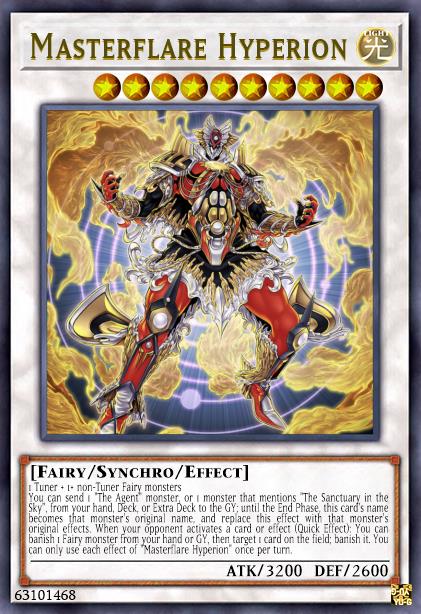 MASTERFLARE HYPERION
LIGHT
光
[FAIRY/SYNCHRO/EFFECT]
1 Tuner + 1+ non-Tuner Fairy monsters
You can send 1 "The Agent" monster, or 1 monster that mentions "The Sanctuary in the
Sky", from your hand, Deck, or Extra Deck to the GY; until the End Phase, this card's name
becomes that monster's original name, and replace this effect with that monster's
original effects. When your opponent activates a card or effect (Quick Effect): You can
banish 1 Fairy monster from your hand or GY, then target 1 card on the field; banish it. You
can only use each effect of "Masterflare Hyperion" once per turn.
ATK/3200 DEF/2600
63101468